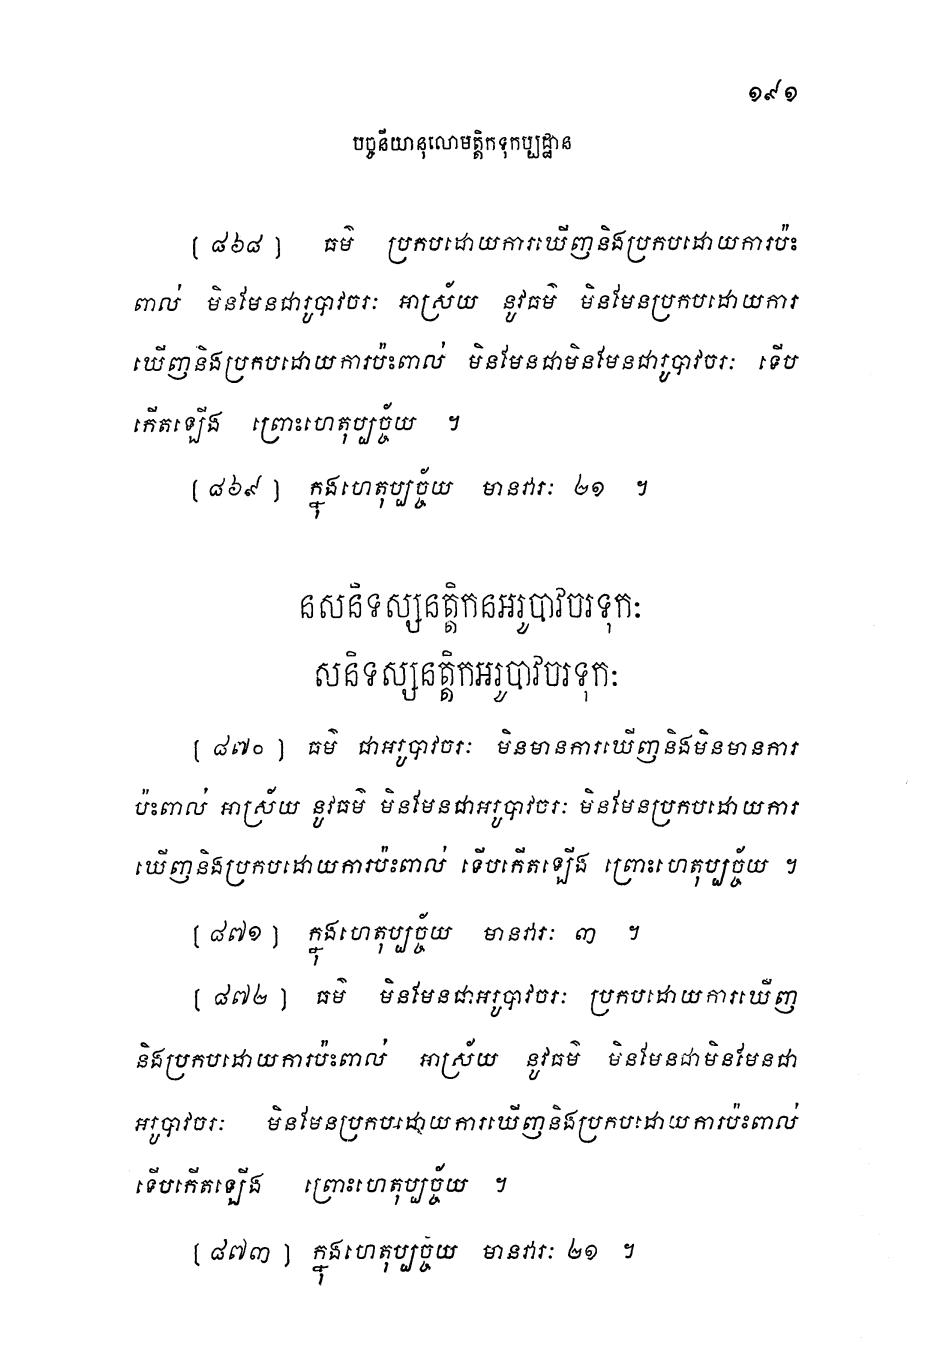 ១៩១
បច្ចនីយានុលោមត្តិកទុកប្បដ្ឋាន
[ ៨៦៨ ] ធម៌ ប្រកបដោយការឃើញនិងប្រកបដោយការប៉ះ
ពាល់ មិនមែនជារូបាវចរៈ អាស្រ័យ នូវធម៌ មិនមែនប្រកបដោយការ
ឃើញនិងប្រកបដោយការប៉ះពាល់ មិនមែនជាមិនមែនជារូបាវចរៈ ទើប
កើតឡើង ព្រោះហេតុប្បច្ច័យ ។
[ ៨៦៩ ] ក្នុងហេតុប្បច្ច័យ មានវារៈ ២១ ។
នសនិទស្សនត្តិកនអរូបាវចរទុកៈ
សនិទស្សនត្តិកអរូបាវចរទុកៈ
[ ៨៧០ ] ធម៌ ជាអរូបាវចរៈ មិនមានការឃើញនិងមិនមានការ
ប៉ះពាល់ អាស្រ័យ នូវធម៌ មិនមែនជាអរូបាវចរៈ មិនមែនប្រកបដោយការ
ឃើញនិងប្រកបដោយការប៉ះពាល់ ទើបកើតឡើង ព្រោះហេតុប្បច្ច័យ ។
[ ៨៧១ ] ក្នុងហេតុប្បច្ច័យ មានវារៈ ៣ ។
[ ៨៧២ ] ធម៌ មិនមែនជាអរូបាវចរៈ ប្រកបដោយការឃើញ
និងប្រកបដោយការប៉ះពាល់ អាស្រ័យ នូវធម៌ មិនមែនជាមិនមែនជា
អរូបាវចរៈ មិនមែនប្រកបដោយការឃើញនិងប្រកបដោយការប៉ះពាល់
ទើបកើតឡើង ព្រោះហេតុប្បច្ច័យ ។
[ ៨៧៣ ] ក្នុងហេតុប្បច្ច័យ មានវារៈ ២១ ។